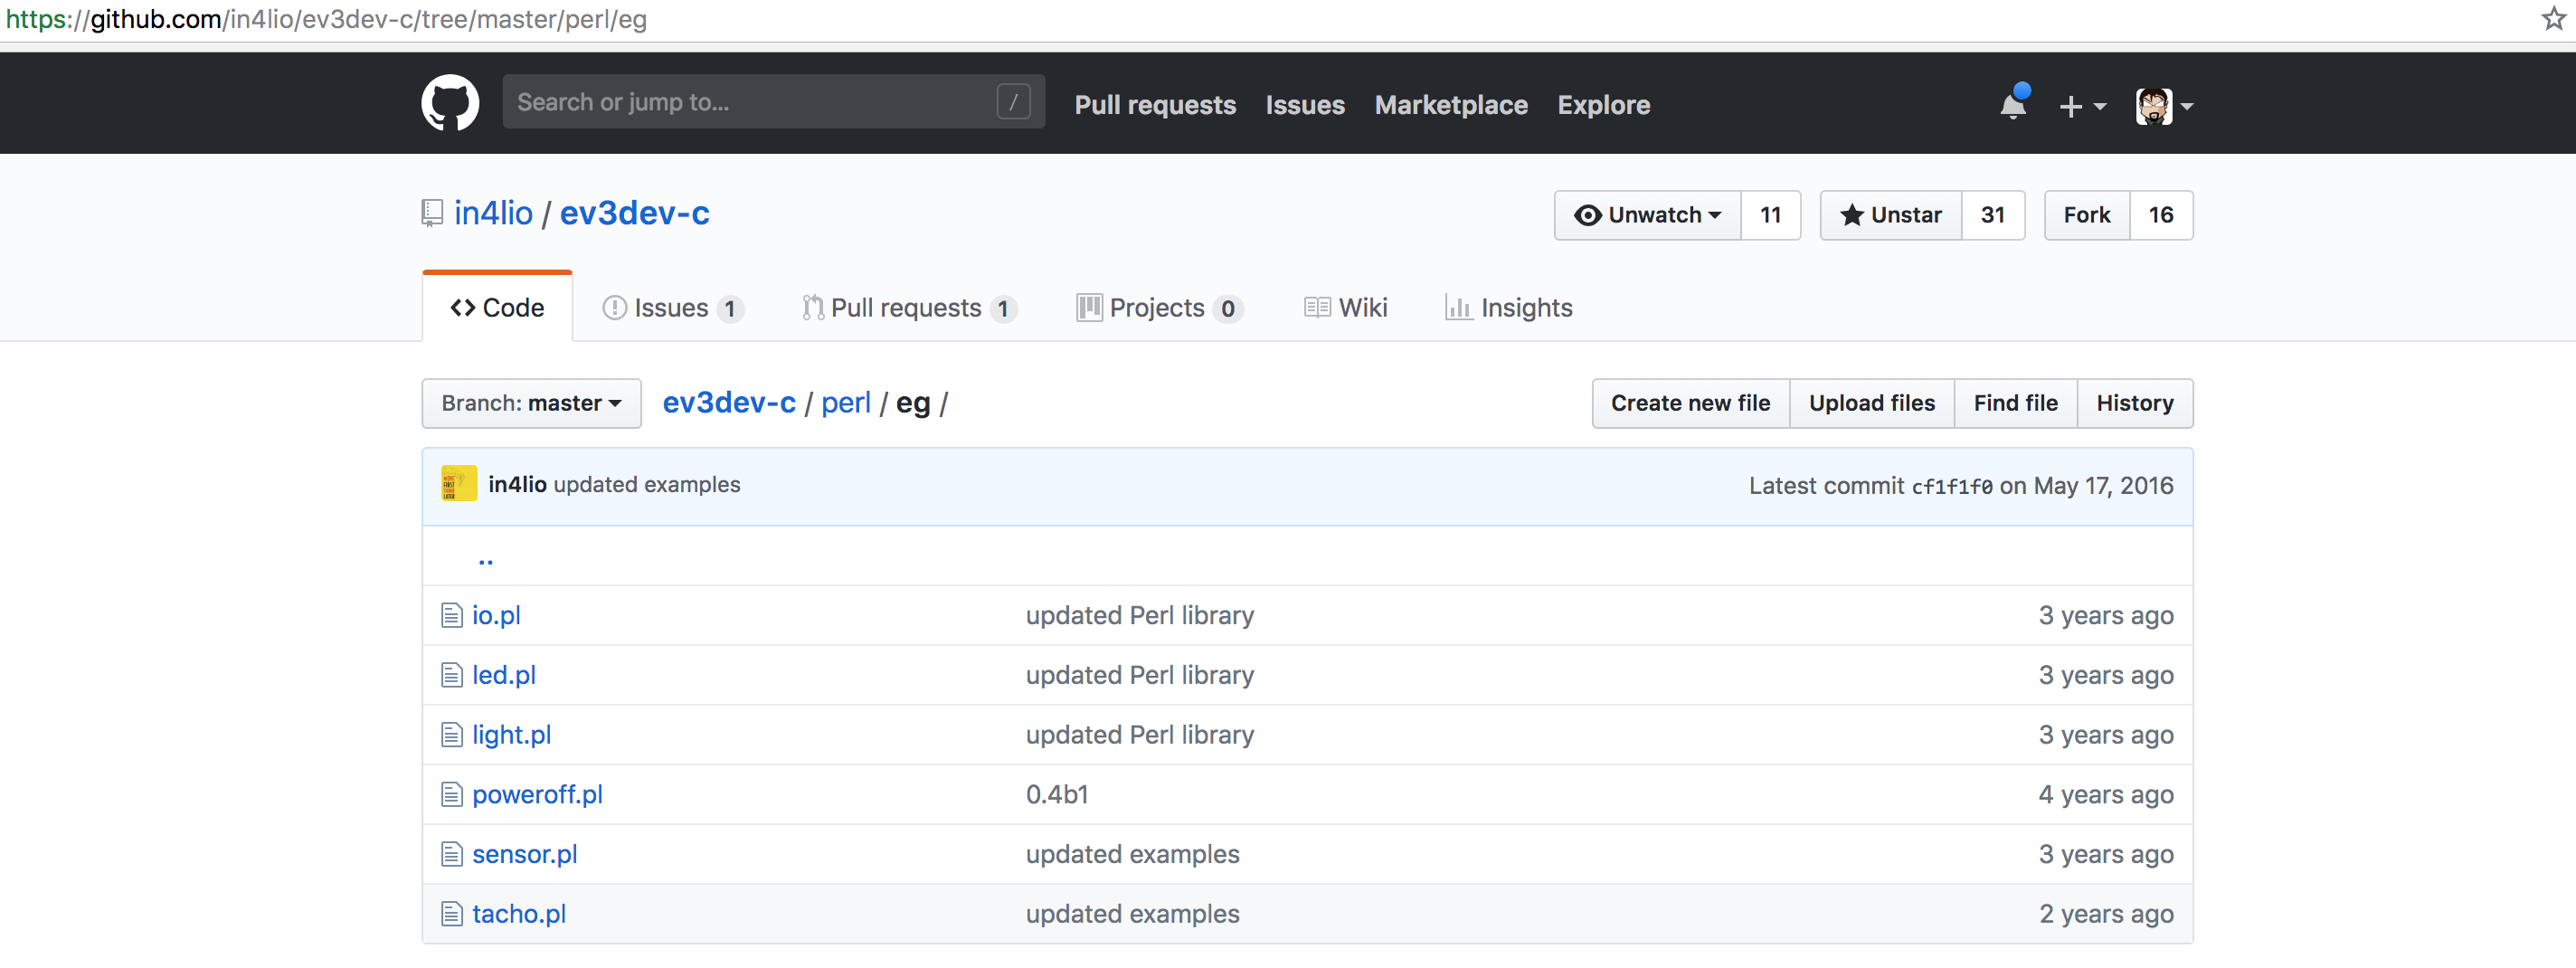 https://github.com/in4lio/ev3dev-c/tree/master/perl/eg
Search or jump to... / Pull requests Issues Marketplace Explore
in4lio / ev3dev-c Unwatch 11 Unstar 31 Fork 16
Code Issues 1 Pull requests 1 Projects 0 Wiki Insights
Branch: master ev3dev-c / perl / eg / Create new file Upload files Find file History
in4lio updated examples Latest commit cf1f1f0 on May 17, 2016
..
io.pl updated Perl library 3 years ago
led.pl updated Perl library 3 years ago
light.pl updated Perl library 3 years ago
poweroff.pl 0.4b1 4 years ago
sensor.pl updated examples 3 years ago
tacho.pl updated examples 2 years ago